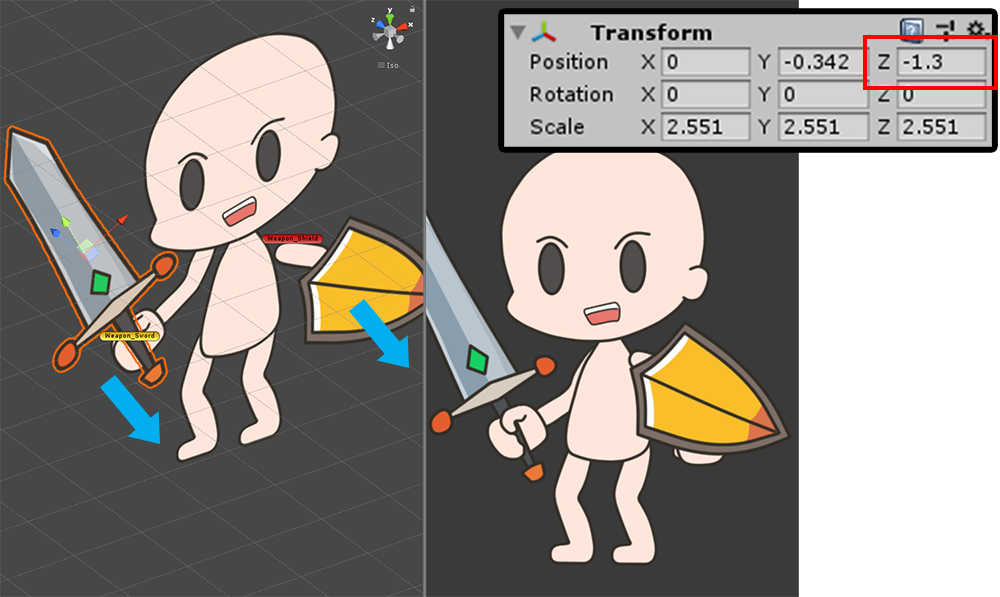 y
z
x
Iso
Weapon_Shield
Weapon_Sword
Transform
Position X 0 Y -0.342 Z -1.3
Rotation X 0 Y 0 Z 0
Scale X 2.551 Y 2.551 Z 2.551